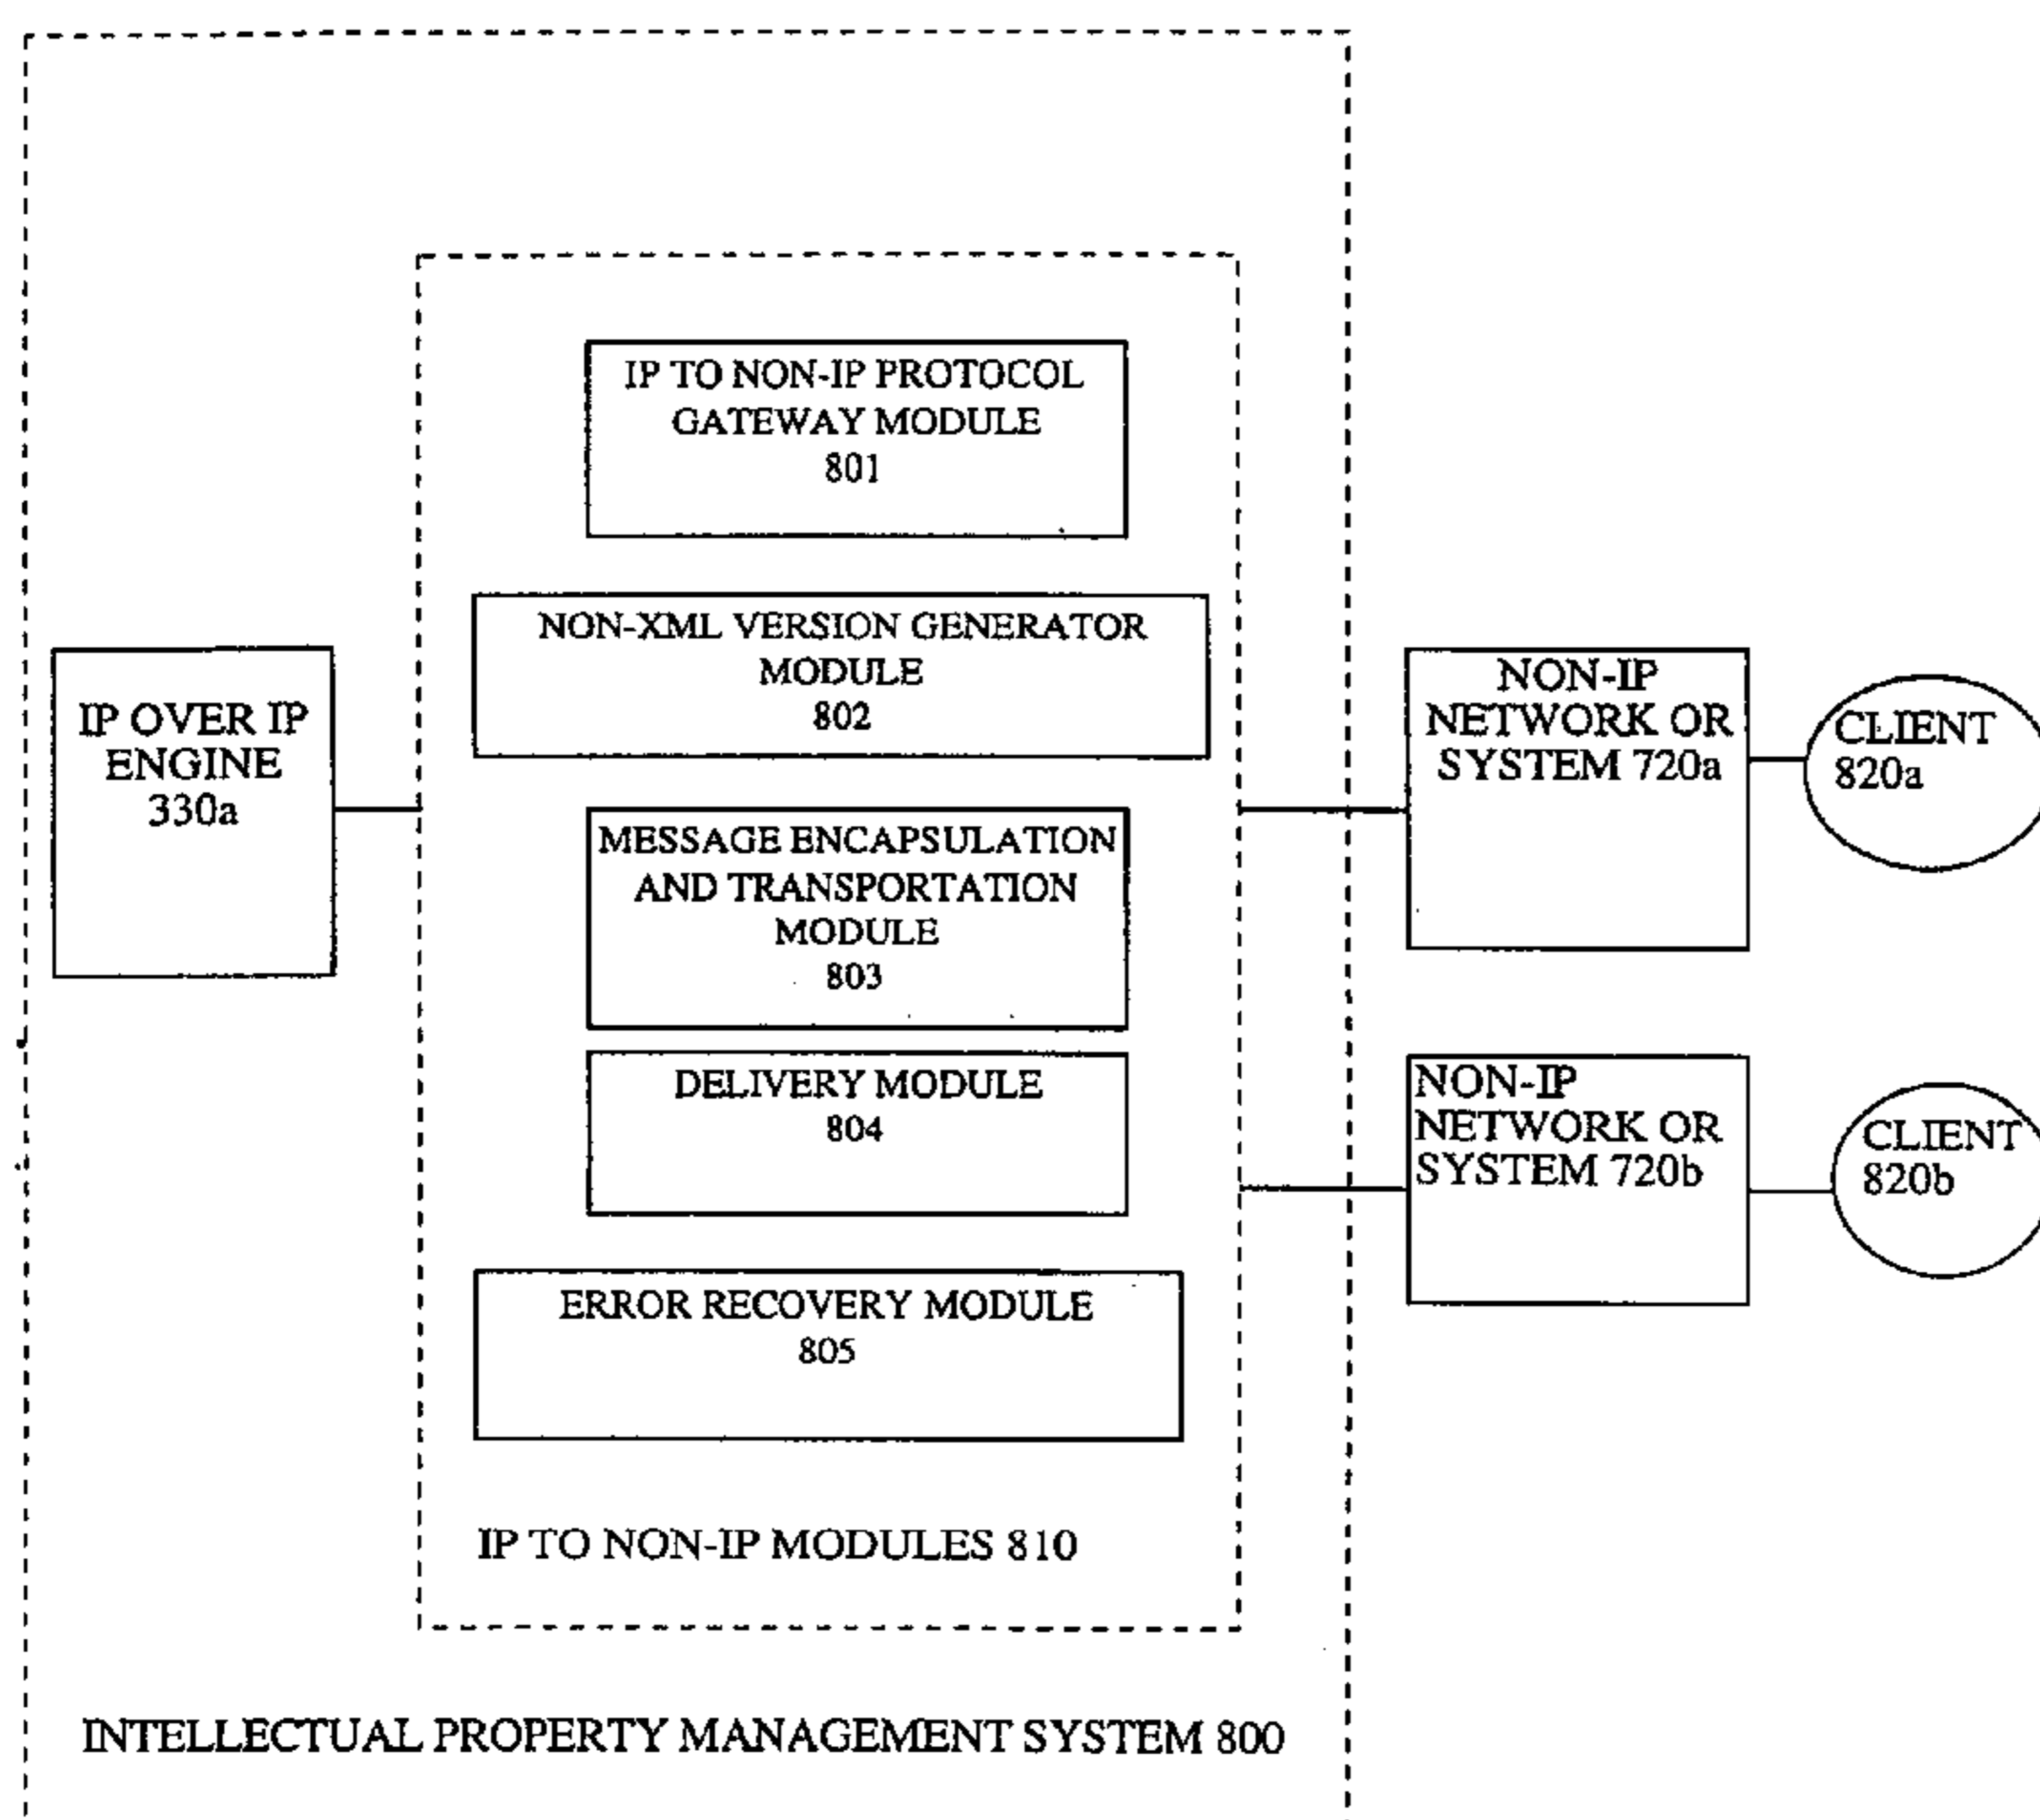 IP TO NON-IP PROTOCOL
GATEWAY MODULE
801
NON-XML VERSION GENERATOR
MODULE
802
IP OVER IP
ENGINE
330a
MESSAGE ENCAPSULATION
AND TRANSPORTATION
MODULE
803
DELIVERY MODULE
804
ERROR RECOVERY MODULE
805
IP TO NON-IP MODULES 810
NON-IP
NETWORK OR
SYSTEM 720a
CLIENT
820a
NON-IP
NETWORK OR
SYSTEM 720b
CLIENT
820b
INTELLECTUAL PROPERTY MANAGEMENT SYSTEM 800